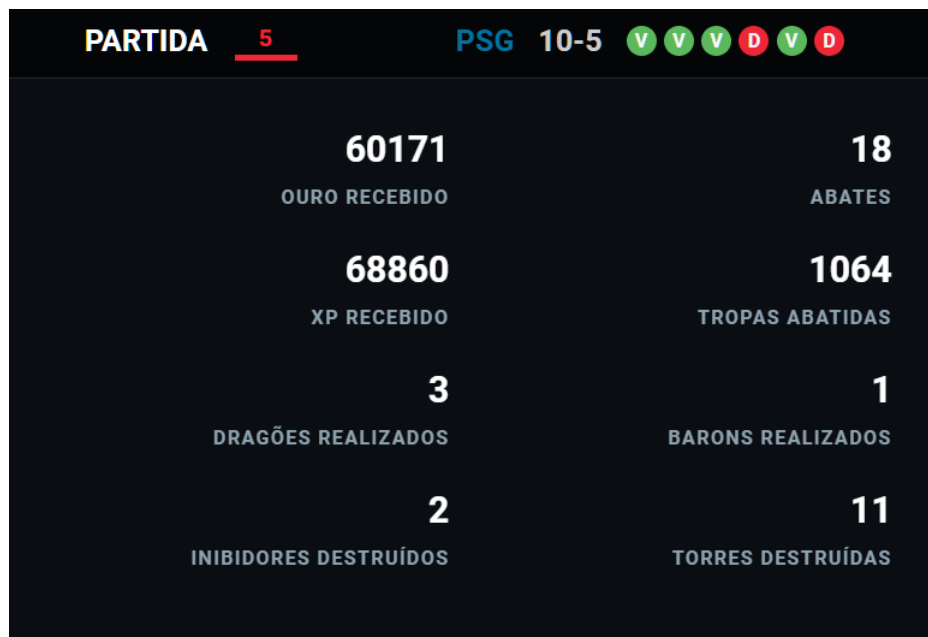 PARTIDA 5 PSG 10-5 V V V D V D
60171 18
OURO RECEBIDO ABATES
68860 1064
XP RECEBIDO TROPAS ABATIDAS
3 1
DRAGÕES REALIZADOS BARONS REALIZADOS
2 11
INIBIDORES DESTRUÍDOS TORRES DESTRUÍDAS